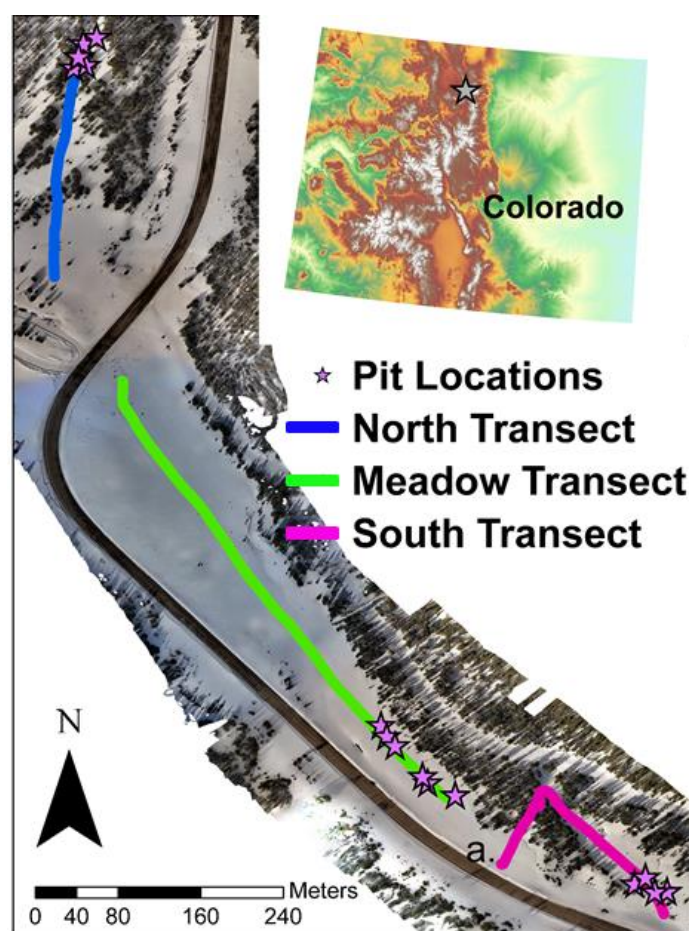 Colorado
Pit Locations
North Transect
Meadow Transect
South Transect
N
a.
Meters
0 40 80 160 240